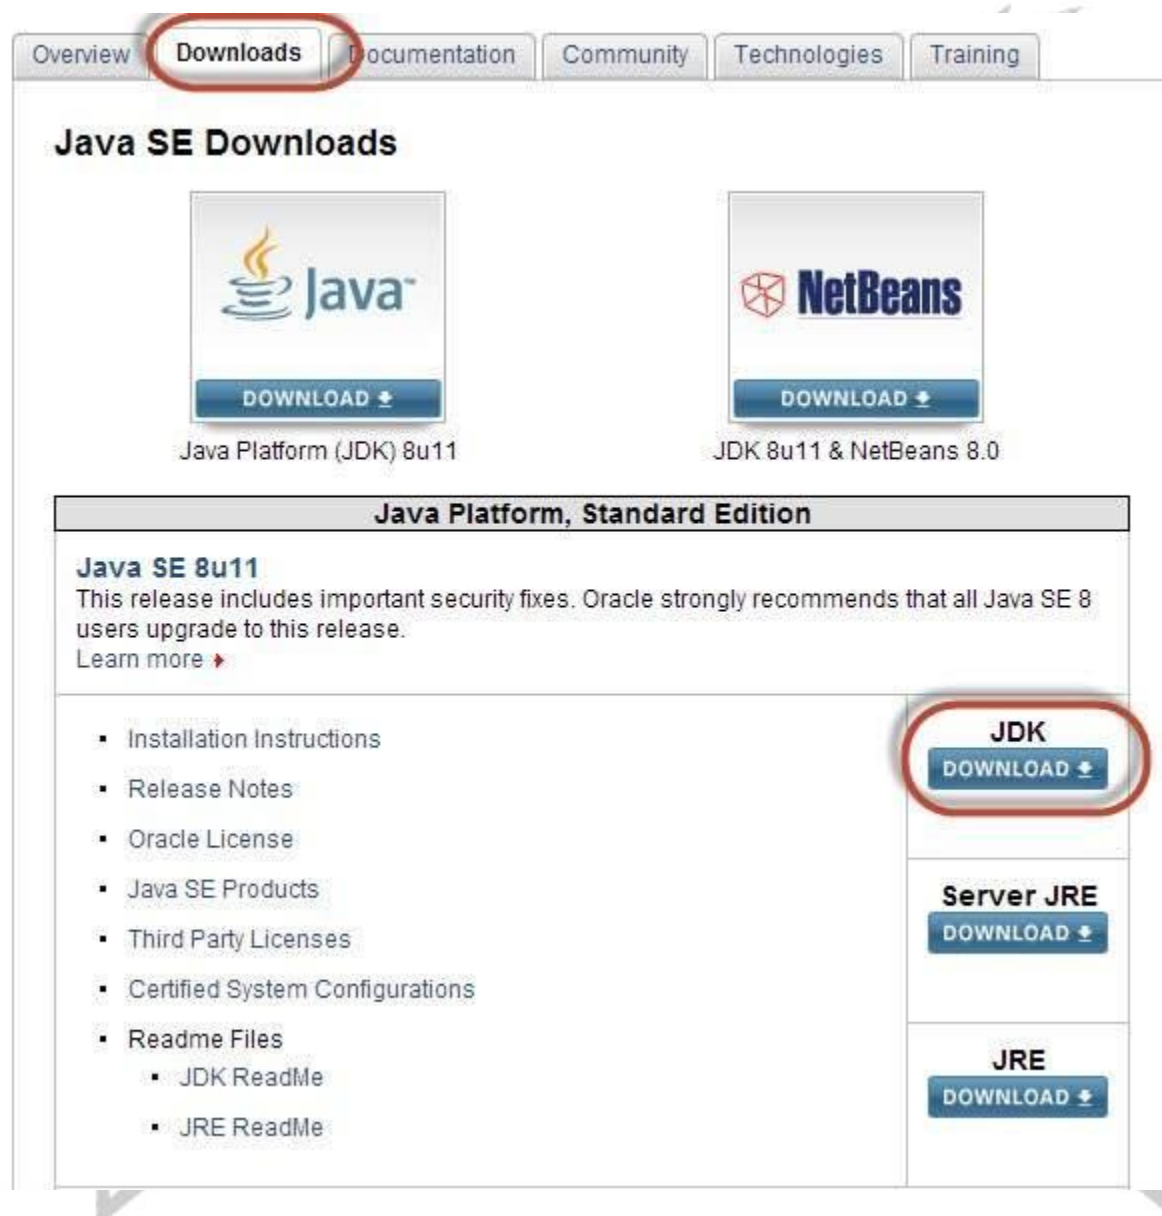 Overview Downloads Documentation Community Technologies Training
Java SE Downloads
Java™ NetBeans
DOWNLOAD DOWNLOAD
Java Platform (JDK) 8u11 JDK 8u11 & NetBeans 8.0
Java Platform, Standard Edition
Java SE 8u11
This release includes important security fixes. Oracle strongly recommends that all Java SE 8
users upgrade to this release.
Learn more
Installation Instructions
Release Notes
Oracle License
Java SE Products
Third Party Licenses
Certified System Configurations
Readme Files
JDK ReadMe
JRE ReadMe
JDK
DOWNLOAD
Server JRE
DOWNLOAD
JRE
DOWNLOAD